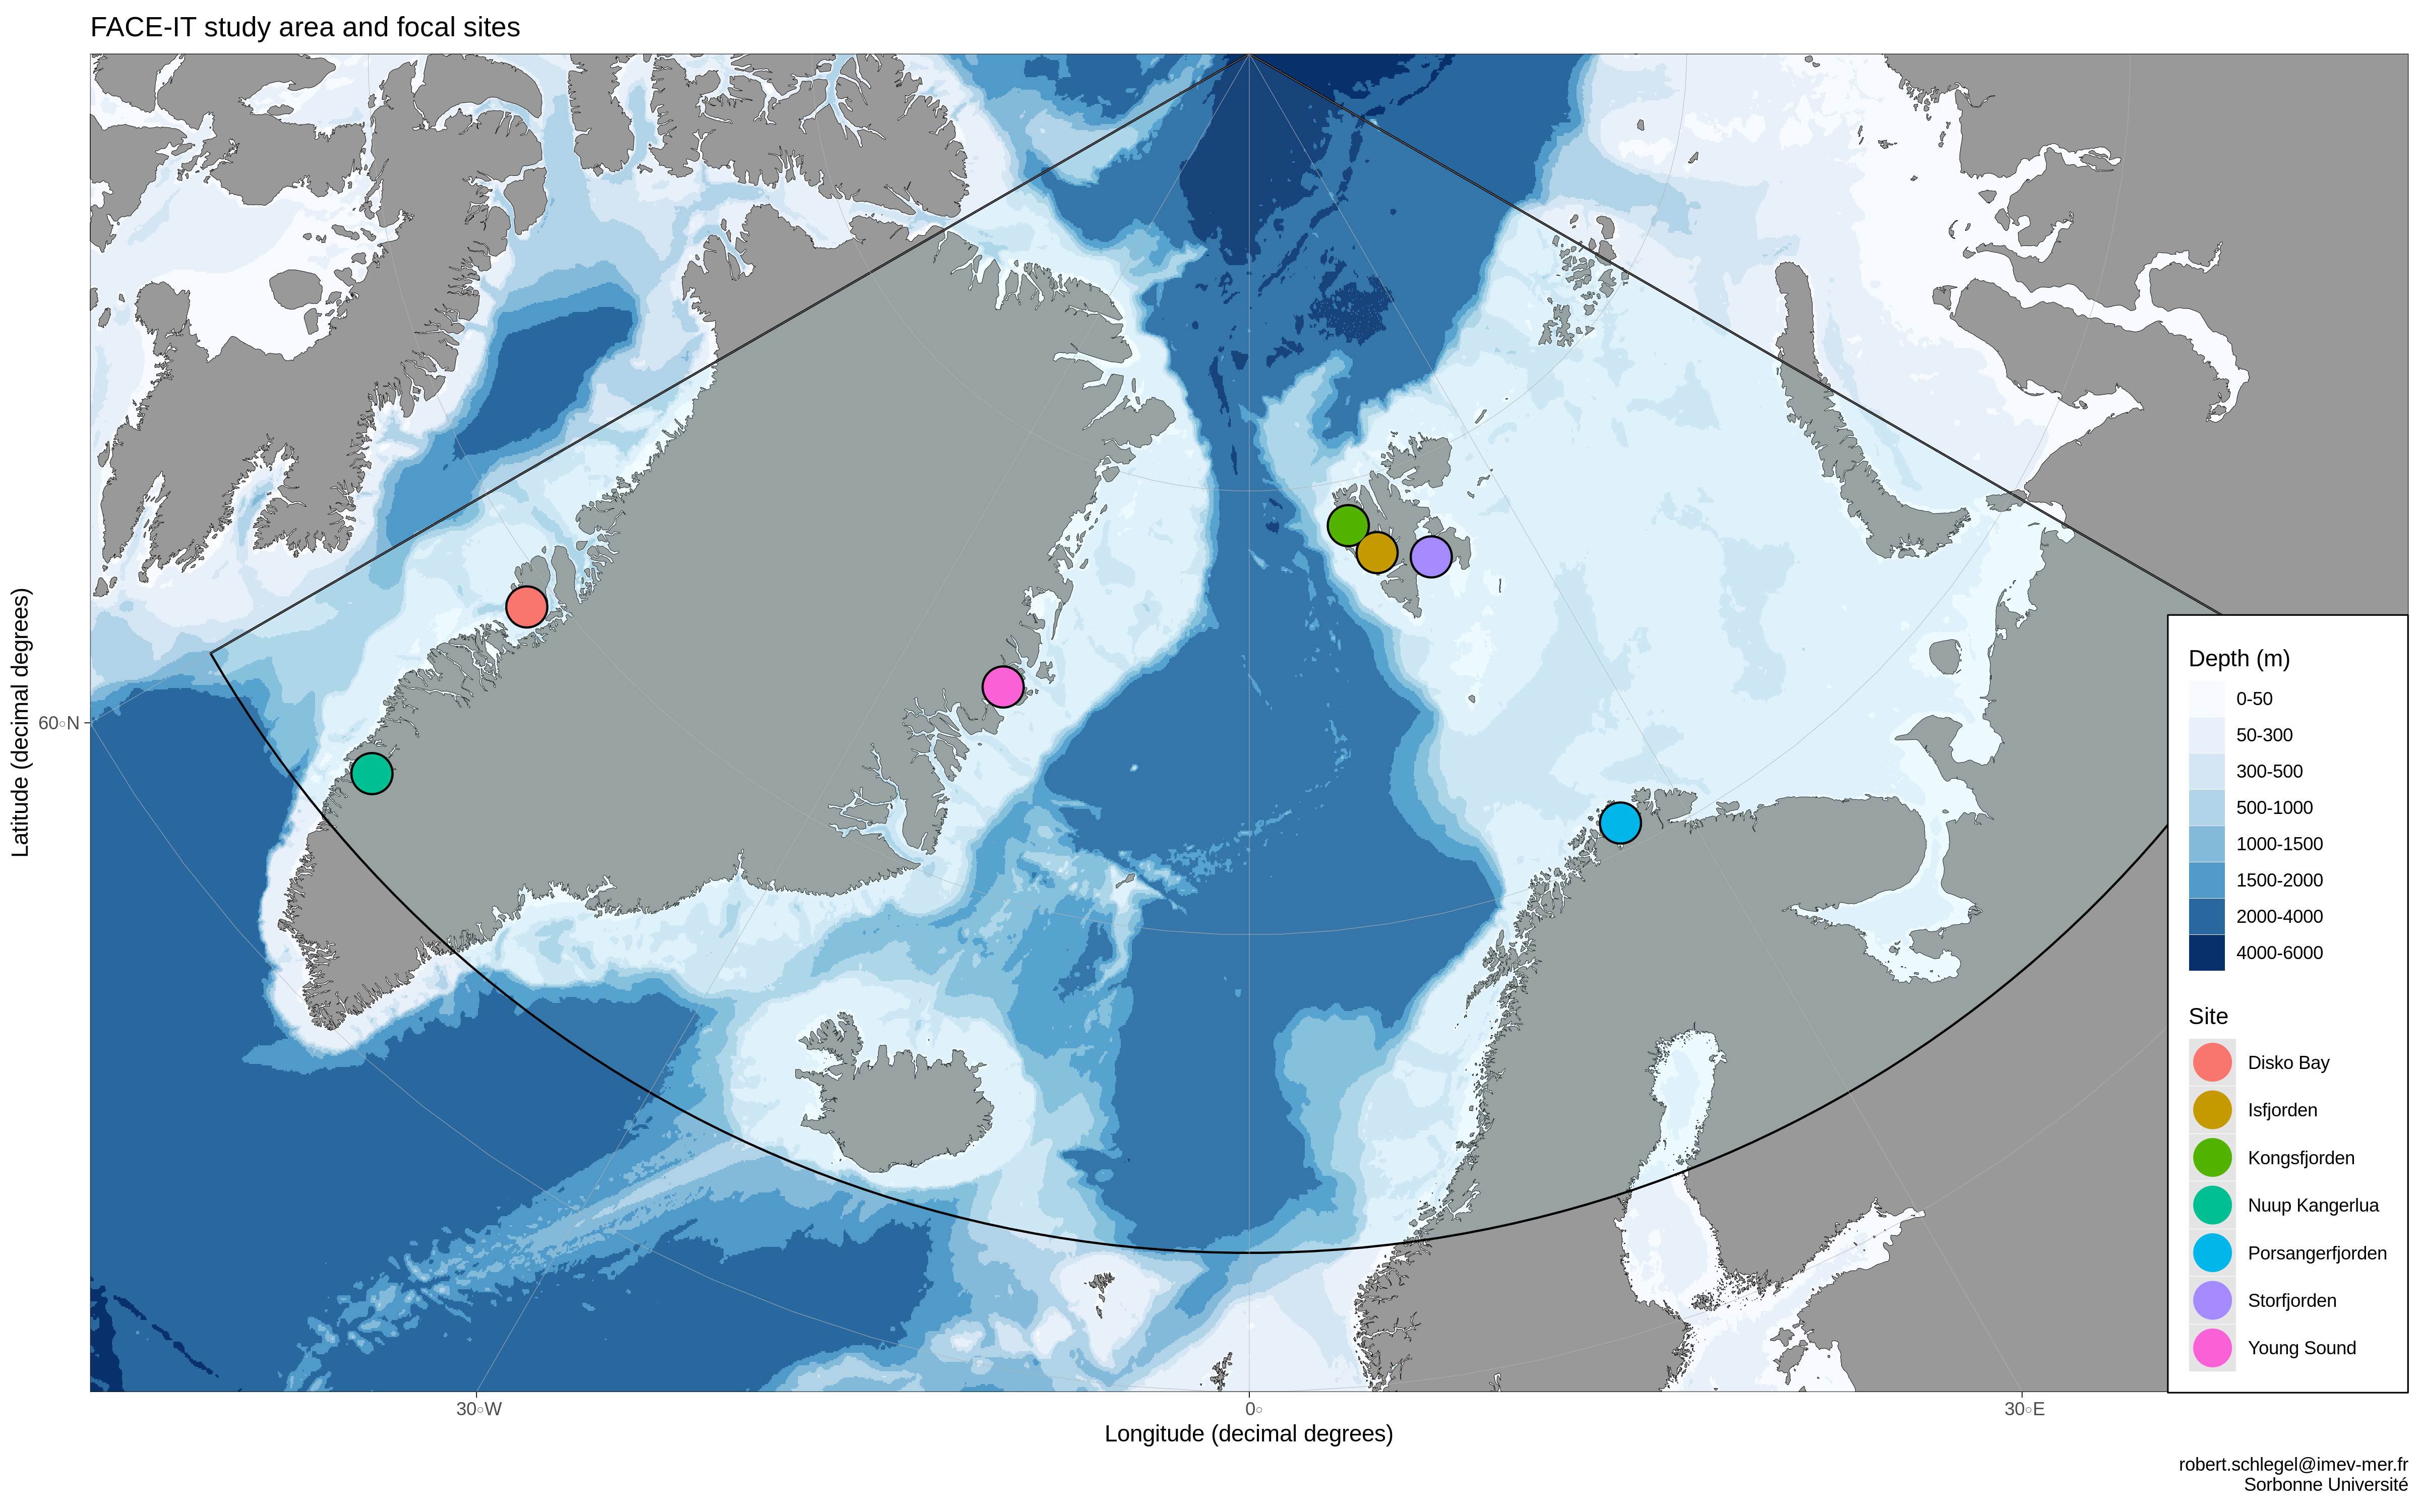 FACE-IT study area and focal sites
Latitude (decimal degrees)
60◦N
Depth (m)
0-50
50-300
300-500
500-1000
1000-1500
1500-2000
2000-4000
4000-6000
Site
Disko Bay
Isfjorden
Kongsfjorden
Nuup Kangerlua
Porsangerfjorden
Storfjorden
Young Sound
30◦W
0◦
30◦E
Longitude (decimal degrees)
robert.schlegel@imev-mer.fr
Sorbonne Université